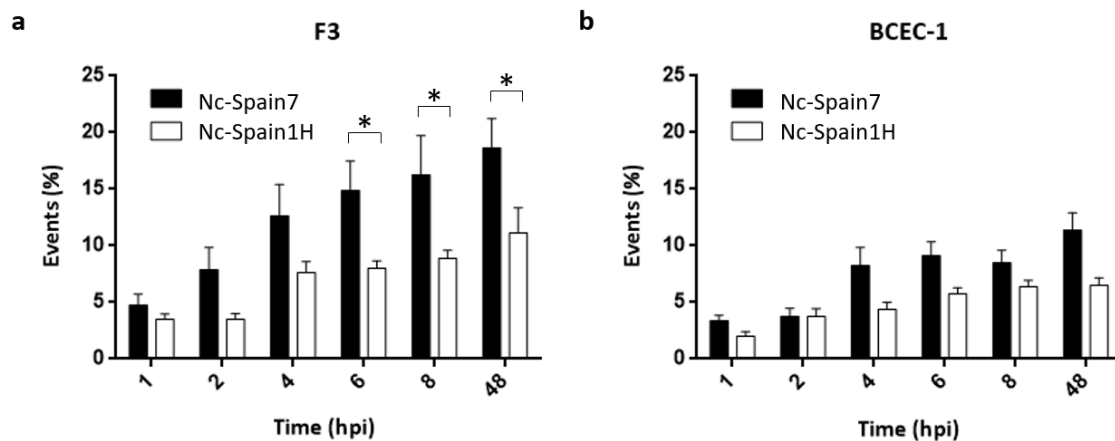 a
F3
Events (%)
25
20
15
10
5
0
Nc-Spain7
Nc-Spain1H
*
*
*
1
2
4
6
8
48
Time (hpi)
b
BCEC-1
Events (%)
25
20
15
10
5
0
Nc-Spain7
Nc-Spain1H
1
2
4
6
8
48
Time (hpi)